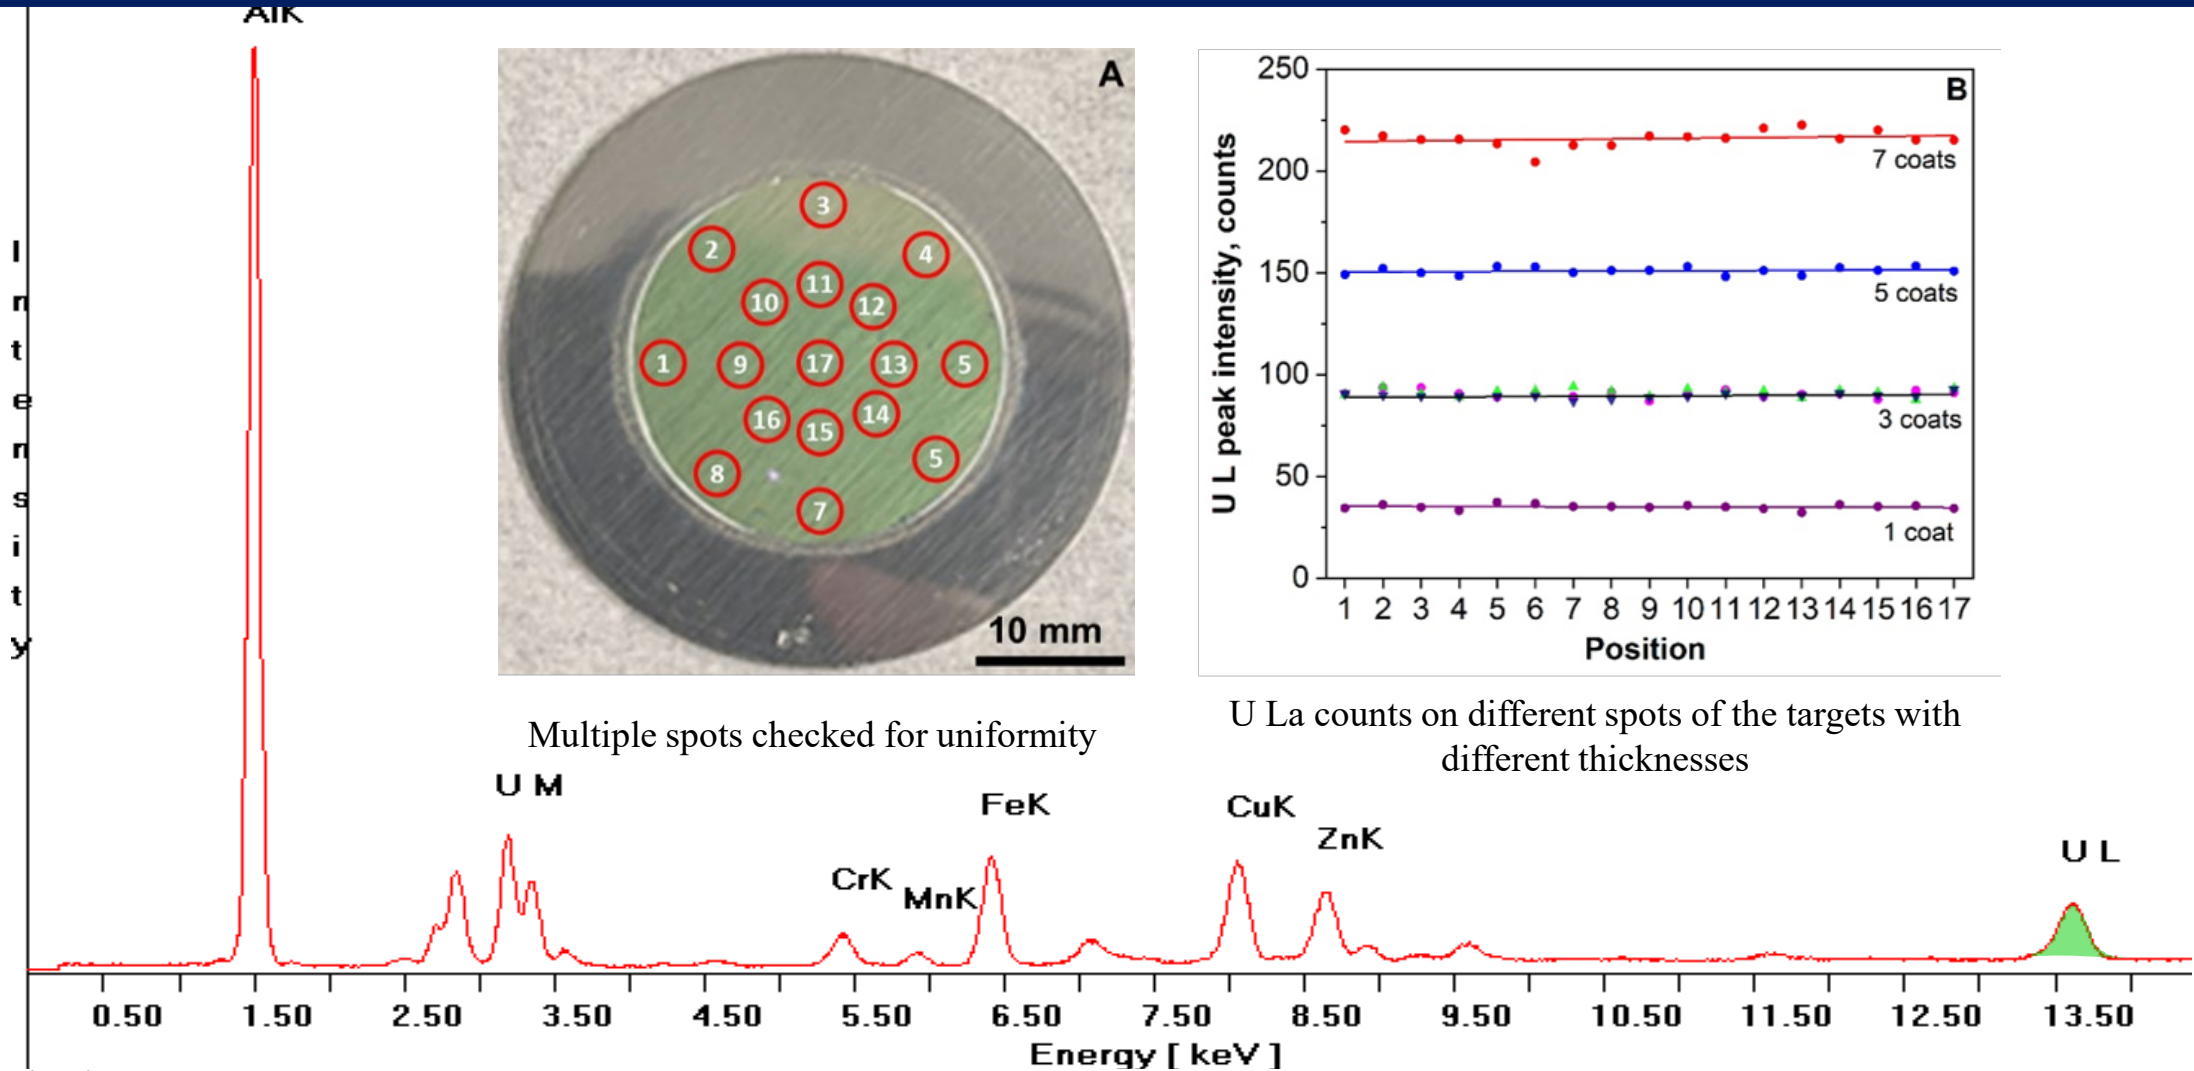 AlK
I
n
t
e
n
s
i
t
y
A
3
2
4
11
10
12
1
9
17
13
5
16
14
15
8
5
7
10 mm
Multiple spots checked for uniformity
B
250
200
150
100
50
0
U L peak intensity, counts
7 coats
5 coats
3 coats
1 coat
1 2 3 4 5 6 7 8 9 10 11 12 13 14 15 16 17
Position
U La counts on different spots of the targets with
different thicknesses
U M
CrK
MnK
FeK
CuK
ZnK
U L
0.50 1.50 2.50 3.50 4.50 5.50 6.50 7.50 8.50 9.50 10.50 11.50 12.50 13.50
Energy [ keV ]